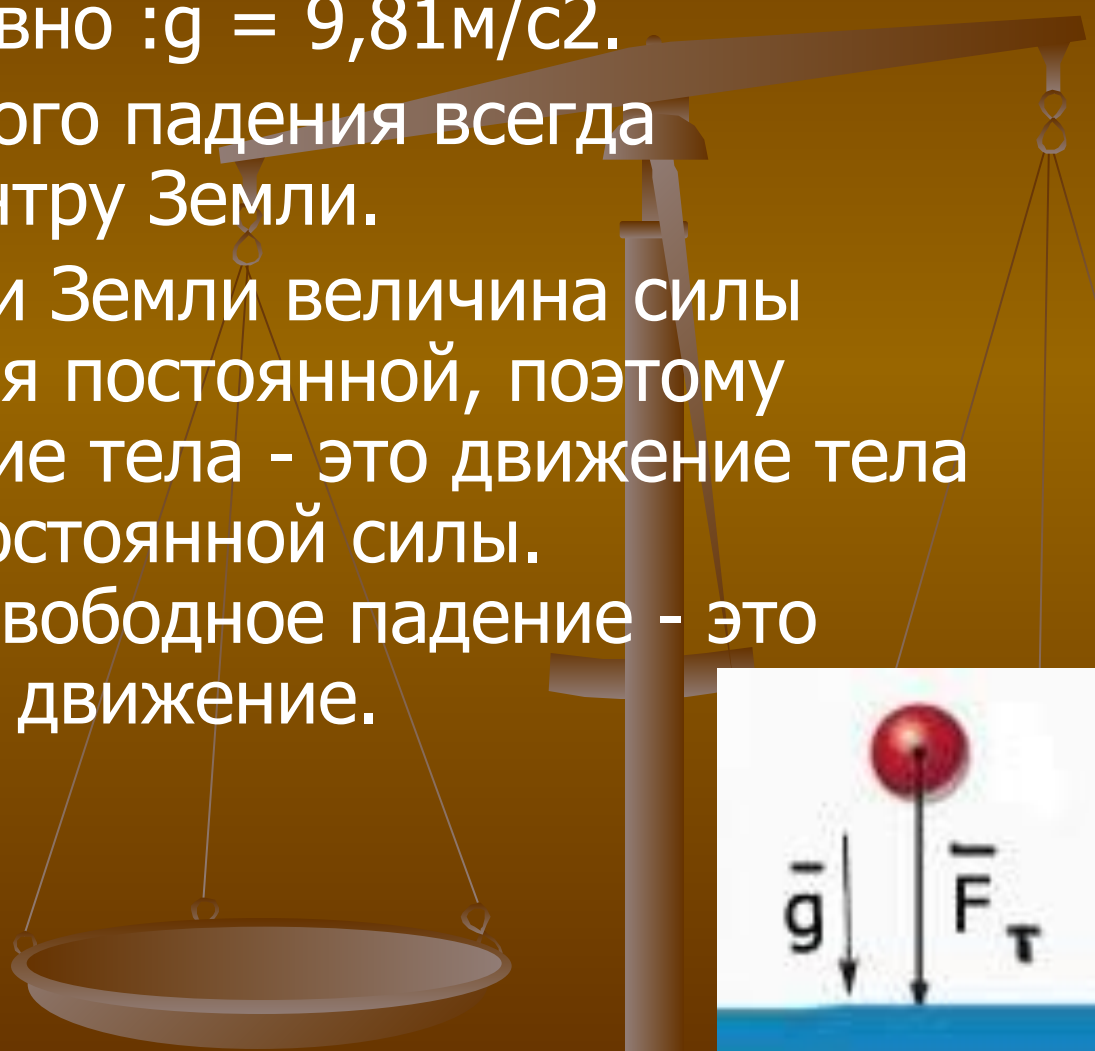 вно :g = 9,81м/с2.
ого падения всегда
нтру Земли.
и Земли величина силы
я постоянной, поэтому
ие тела - это движение тела
остоянной силы.
вободное падение - это
движение.
g
F т